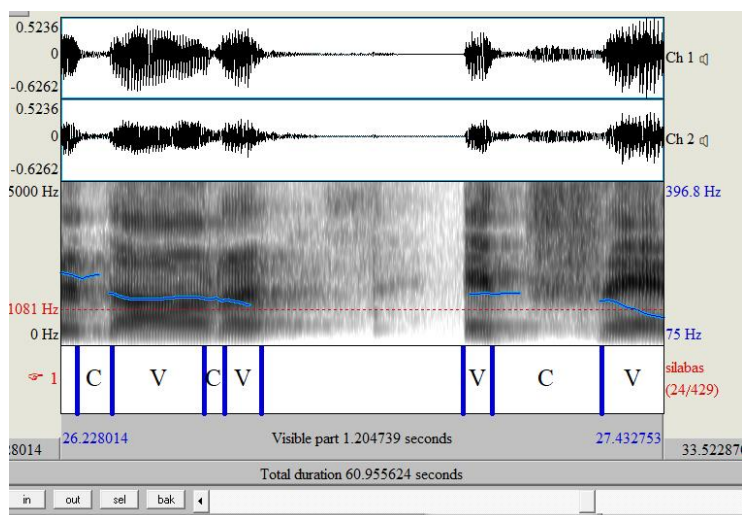 0.5236
0
-0.6262
Ch 1
0.5236
0
-0.6262
Ch 2
5000 Hz 396.8 Hz
1081 Hz
0 Hz 75 Hz
1 C V C V V C V silabas
(24/429)
26.228014 Visible part 1.204739 seconds 27.432753
8014 33.522870
Total duration 60.955624 seconds
in out sel bak